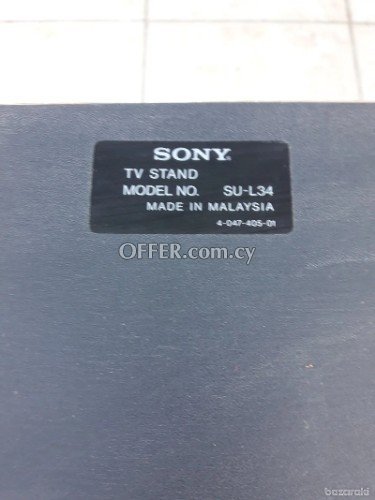 SONY.
TV STAND
MODEL NO. SU-L34
MADE IN MALAYSIA
4-047-405-01
OFFER.com.cy
bazaraki